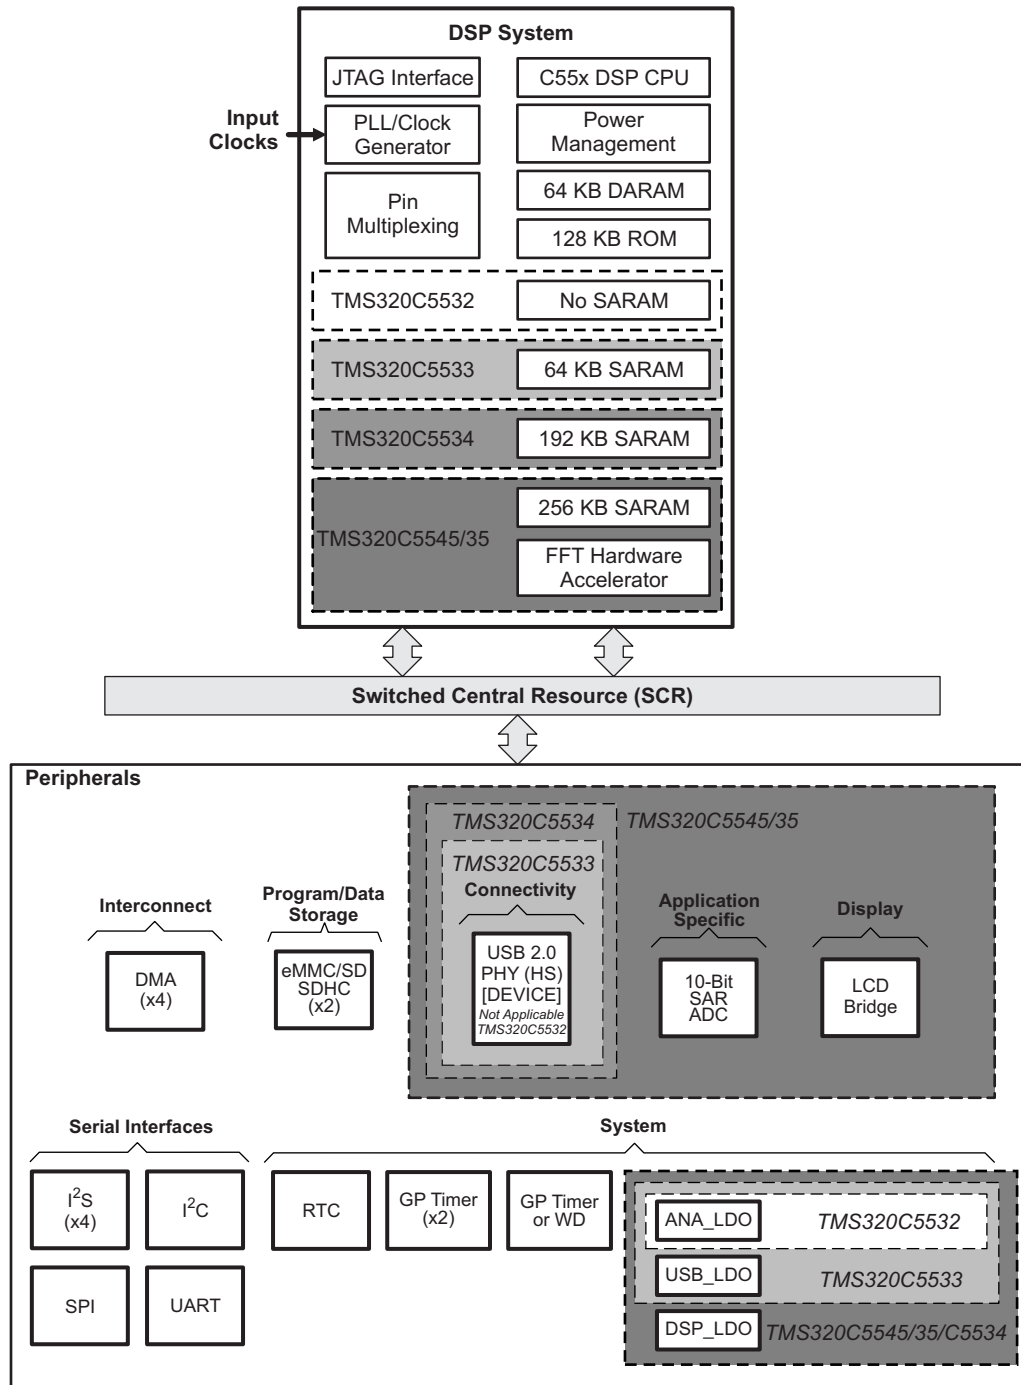 DSP System
JTAG Interface
C55x DSP CPU
Input
Clocks
PLL/Clock
Generator
Power
Management
Pin
Multiplexing
64 KB DARAM
128 KB ROM
TMS320C5532
No SARAM
TMS320C5533
64 KB SARAM
TMS320C5534
192 KB SARAM
TMS320C5545/35
256 KB SARAM
FFT Hardware
Accelerator
Switched Central Resource (SCR)
Peripherals
TMS320C5534
TMS320C5545/35
TMS320C5533
Interconnect
DMA
(x4)
Program/Data
Storage
eMMC/SD
SDHC
(x2)
Connectivity
USB 2.0
PHY (HS)
[DEVICE]
Not Applicable
TMS320C5532
Application
Specific
10-Bit
SAR
ADC
Display
LCD
Bridge
Serial Interfaces
I²S
(x4)
I²C
SPI
UART
System
RTC
GP Timer
(x2)
GP Timer
or WD
ANA_LDO
TMS320C5532
USB_LDO
TMS320C5533
DSP_LDO
TMS320C5545/35/C5534